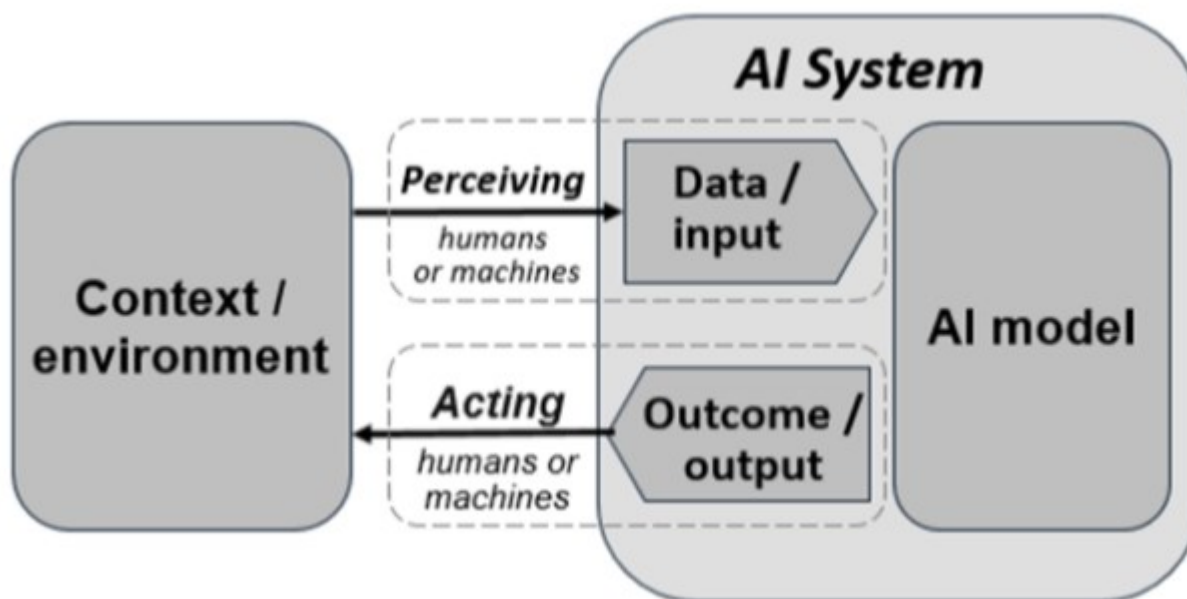 AI System
Context /
environment
Perceiving
humans
or machines
Data /
input
Acting
humans or
machines
Outcome /
output
AI model